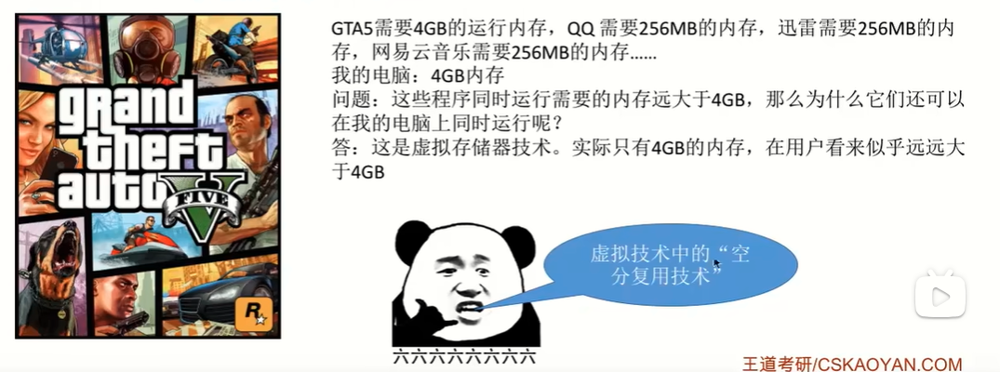 grand
theft
auto
FIVE
R
GTA5需要4GB的运行内存，QQ 需要256MB的内存，迅雷需要256MB的内
存，网易云音乐需要256MB的内存……
我的电脑：4GB内存
问题：这些程序同时运行需要的内存远大于4GB，那么为什么它们还可以
在我的电脑上同时运行呢？
答：这是虚拟存储器技术。实际只有4GB的内存，在用户看来似乎远远大
于4GB
虚拟技术中的“空
分复用技术”
六六六六六六六六
王道考研/CSKAOYAN.COM